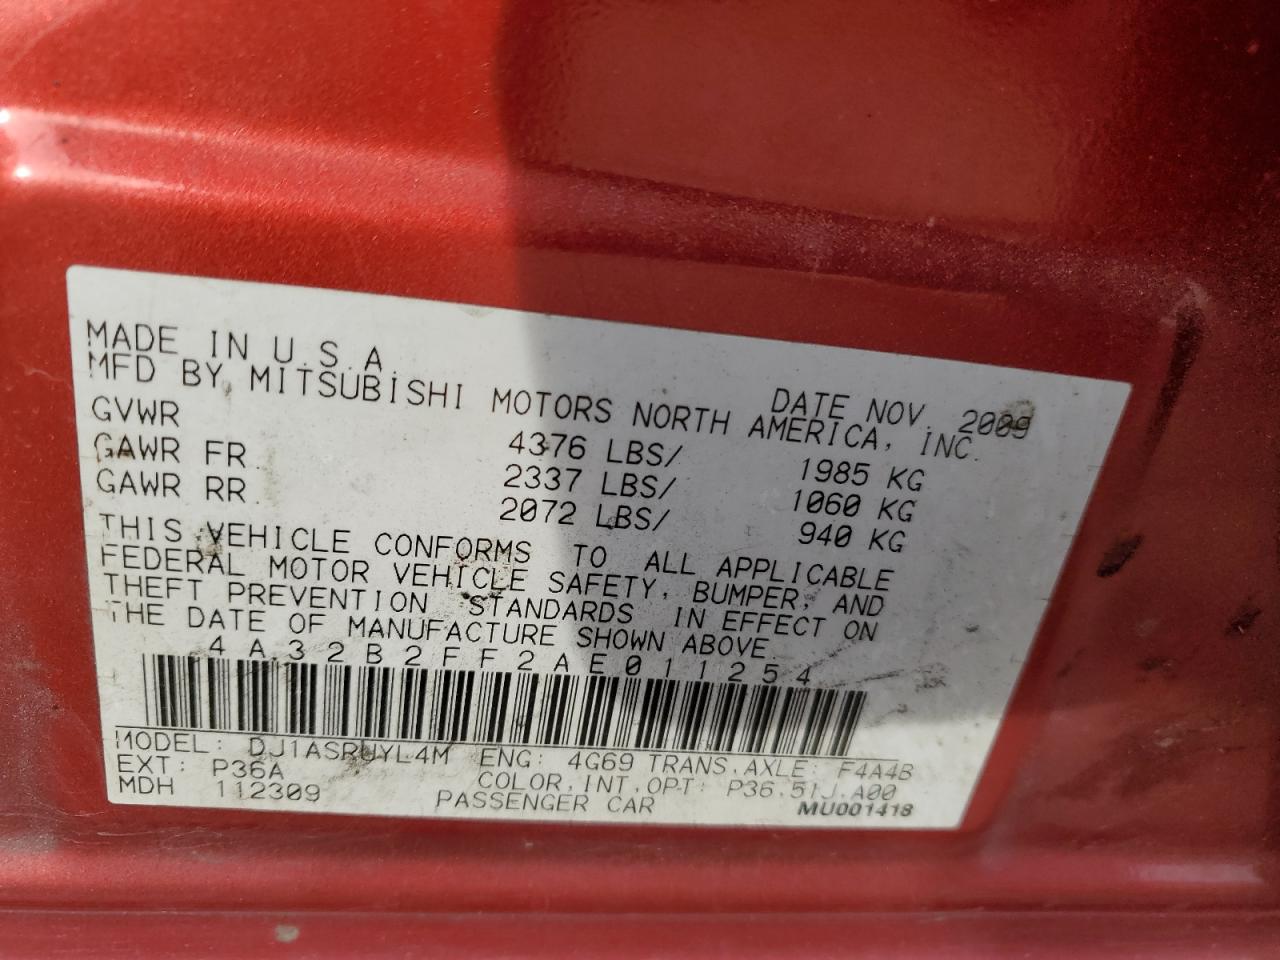 MADE IN U.S.A. DATE NOV. 2009
MFD BY MITSUBISHI MOTORS NORTH AMERICA, INC.
GVWR 4376 LBS/ 1985 KG
GAWR FR. 2337 LBS/ 1060 KG
GAWR RR. 2072 LBS/ 940 KG
THIS VEHICLE CONFORMS TO ALL APPLICABLE
FEDERAL MOTOR VEHICLE SAFETY, BUMPER, AND
THEFT PREVENTION STANDARDS IN EFFECT ON
THE DATE OF MANUFACTURE SHOWN ABOVE.
4A32B2FF2AE011254
MODEL: DJ1ASRUYL4M ENG: 4G69 TRANS.AXLE: F4A4B
EXT: P36A COLOR,INT,OPT: P36.51J.A00
MDH 112309 PASSENGER CAR MU001418